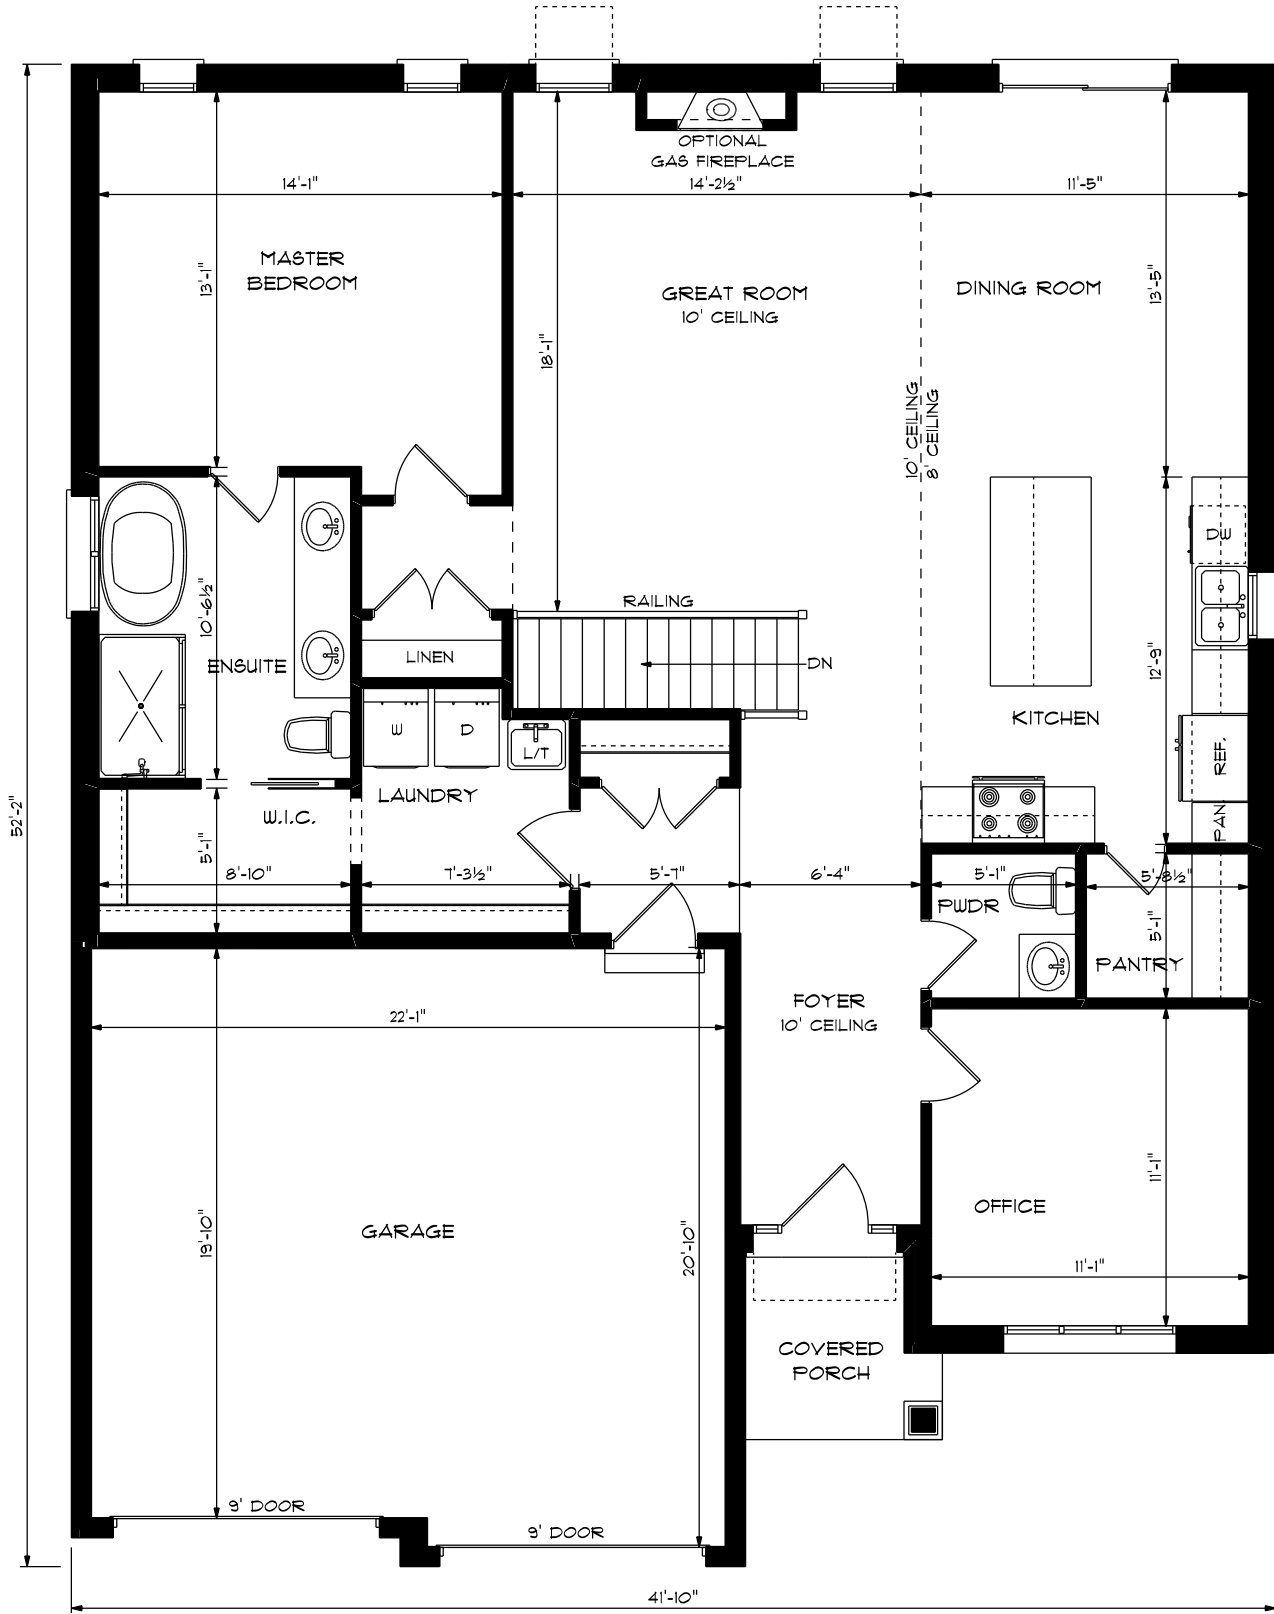 OPTIONAL
GAS FIREPLACE
14'-1"
14'-2½"
11'-5"
MASTER
BEDROOM
13'-1"
GREAT ROOM
10' CEILING
DINING ROOM
13'-5"
18'-1"
10' CEILING
8' CEILING
DW
10'-6½"
RAILING
LINEN
DN
ENSUITE
12'-9"
KITCHEN
W
D
L/T
REF.
LAUNDRY
W.I.C.
PAN
52'-2"
5'-1"
8'-10"
7'-3½"
5'-7"
6'-4"
5'-1"
5'-8½"
PWDR
5'-1"
PANTRY
FOYER
10' CEILING
22'-1"
11'-1"
OFFICE
GARAGE
19'-10"
20'-10"
11'-1"
COVERED
PORCH
9' DOOR
9' DOOR
41'-10"